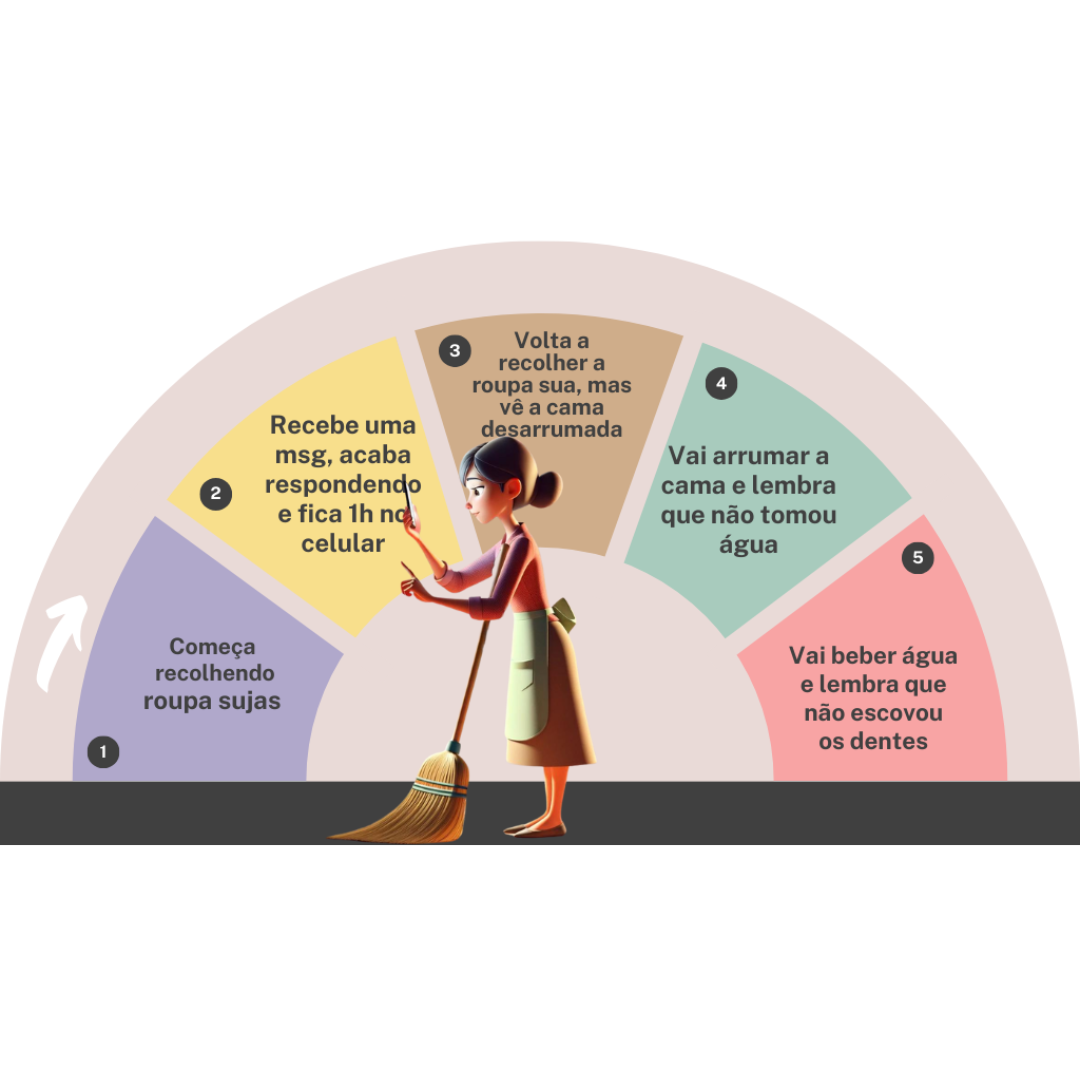 1
Começa
recolhendo
roupa sujas
2
Recebe uma
msg, acaba
respondendo
e fica 1h no
celular
3
Volta a
recolher a
roupa sua, mas
vê a cama
desarrumada
4
Vai arrumar a
cama e lembra
que não tomou
água
5
Vai beber água
e lembra que
não escovou
os dentes